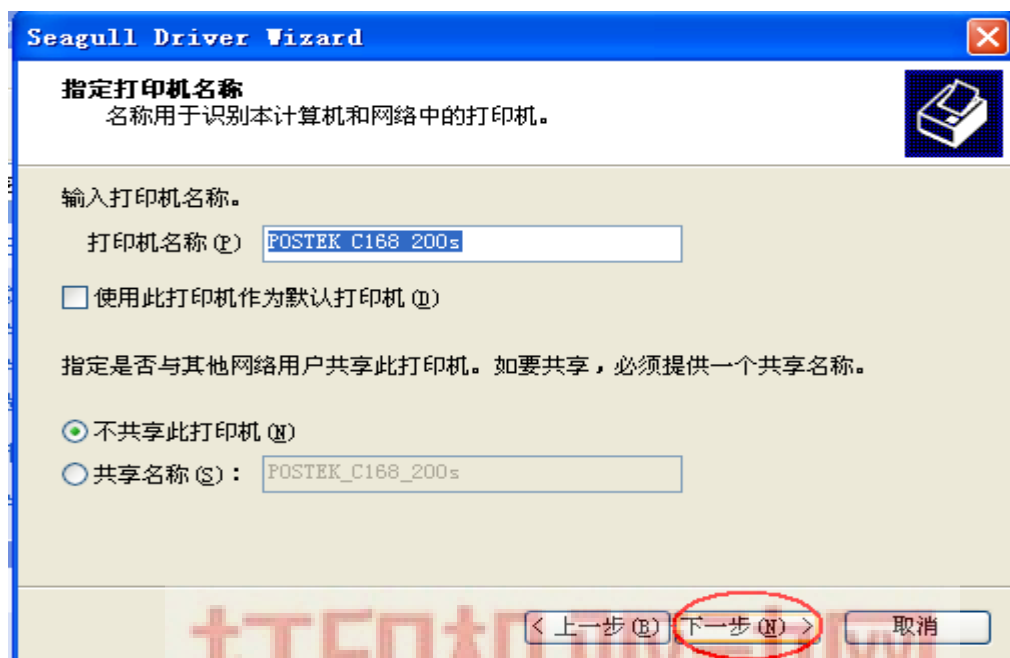 Seagull Driver Wizard
指定打印机名称
名称用于识别本计算机和网络中的打印机。
输入打印机名称。
打印机名称(P) POSTEK C168 200s
使用此打印机作为默认打印机(D)
指定是否与其他网络用户共享此打印机。如要共享，必须提供一个共享名称。
不共享此打印机(N)
共享名称(S)： POSTEK_C168_200s
< 上一步(B) 下一步(N) > 取消